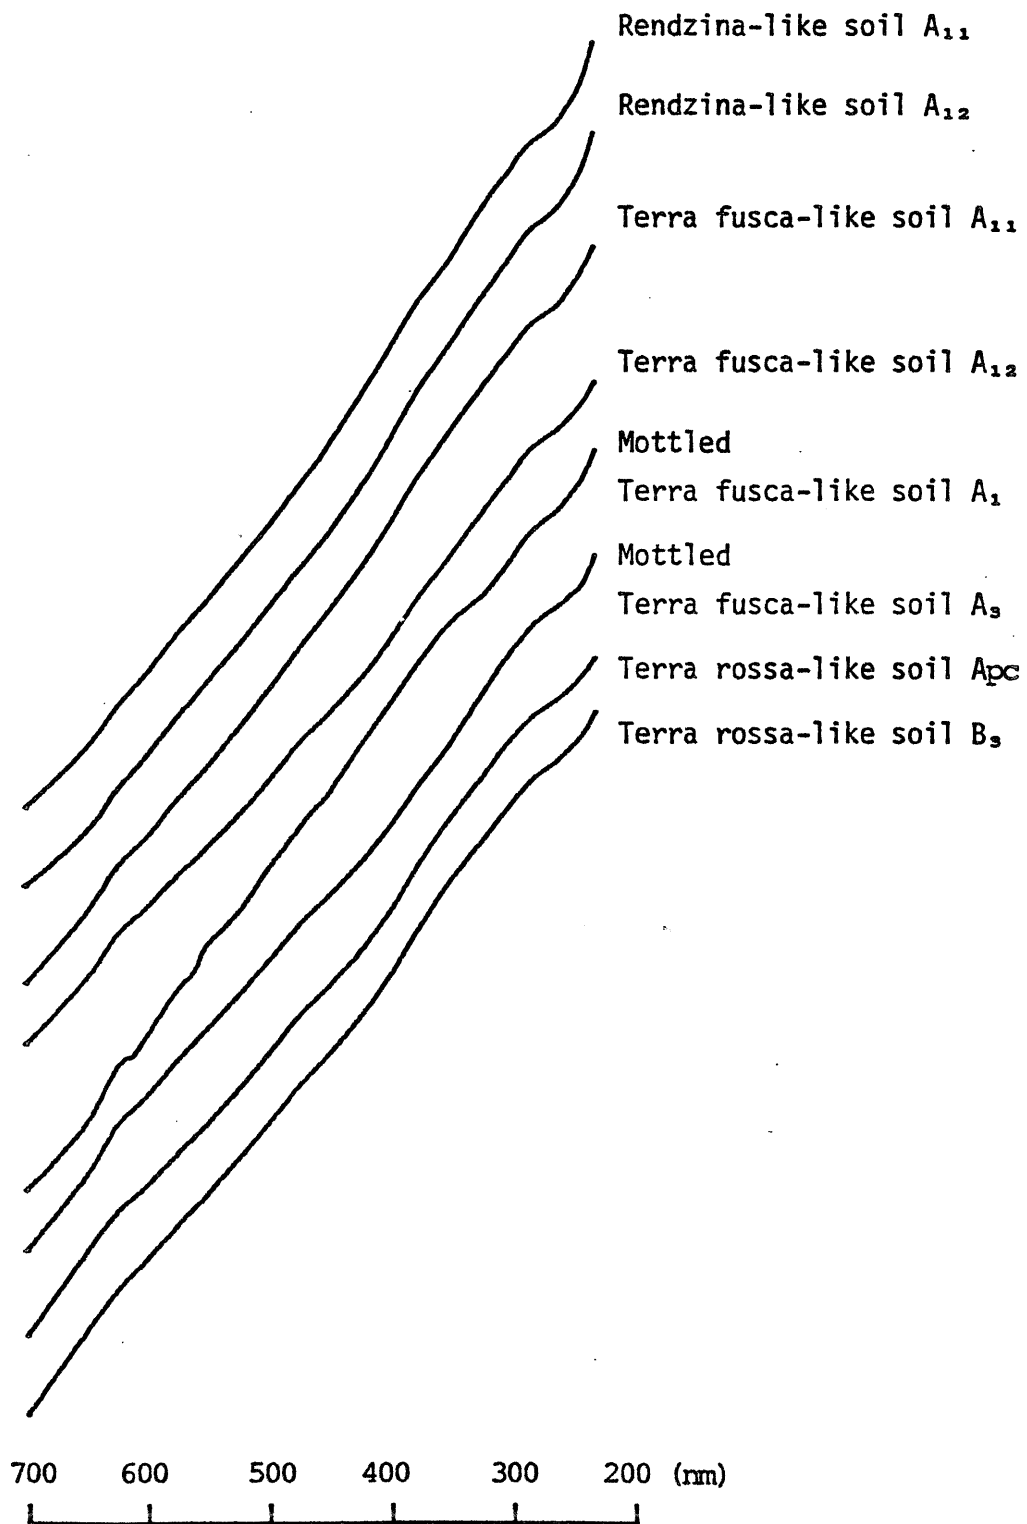 Rendzina-like soil A₁₁
Rendzina-like soil A₁₂
Terra fusca-like soil A₁₁
Terra fusca-like soil A₁₂
Mottled
Terra fusca-like soil A₁
Mottled
Terra fusca-like soil A₃
Terra rossa-like soil Apc
Terra rossa-like soil B₃
700 600 500 400 300 200 (nm)